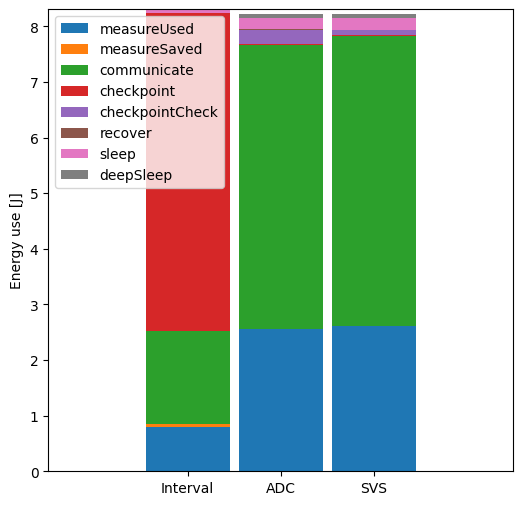 measureUsed
measureSaved
communicate
checkpoint
checkpointCheck
recover
sleep
deepSleep
Energy use [J]
8
7
6
5
4
3
2
1
0
Interval ADC SVS